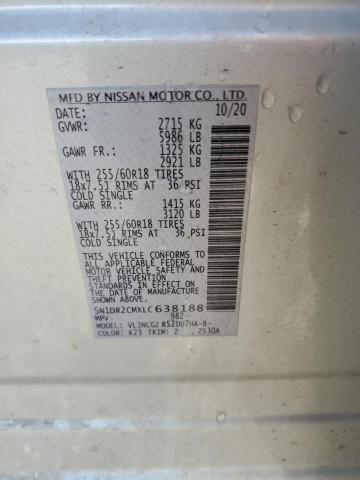 MFD BY NISSAN MOTOR CO., LTD.
DATE: 10/20
GVWR: 2715 KG
5986 LB
GAWR FR.: 1325 KG
2921 LB
WITH 255/60R18 TIRES
18x7.5J RIMS AT 36 PSI
COLD SINGLE
GAWR RR.: 1415 KG
3120 LB
WITH 255/60R18 TIRES
18x7.5J RIMS AT 36 PSI
COLD SINGLE
THIS VEHICLE CONFORMS TO ALL
APPLICABLE FEDERAL MOTOR
VEHICLE SAFETY, BUMPER, AND
THEFT PREVENTION STANDARDS
IN EFFECT ON THE DATE OF
MANUFACTURE SHOWN ABOVE.
5N1DR2CMXLC638188
MPV 982
MODEL: VLJNLGZ R52DU7HA-B-
COLOR: K23 TRIM: Z ZS30A